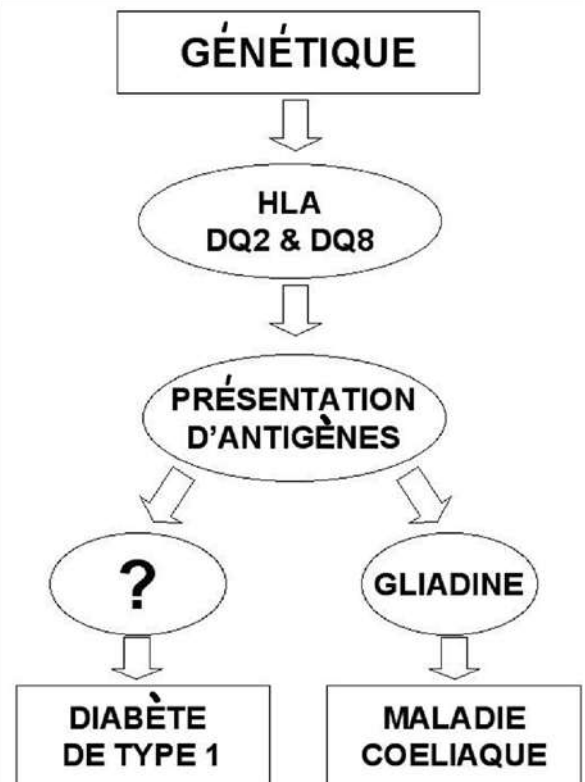 GÉNÉTIQUE
HLA
DQ2 & DQ8
PRÉSENTATION
D'ANTIGÈNES
?
GLIADINE
DIABÈTE
DE TYPE 1
MALADIE
COELIAQUE